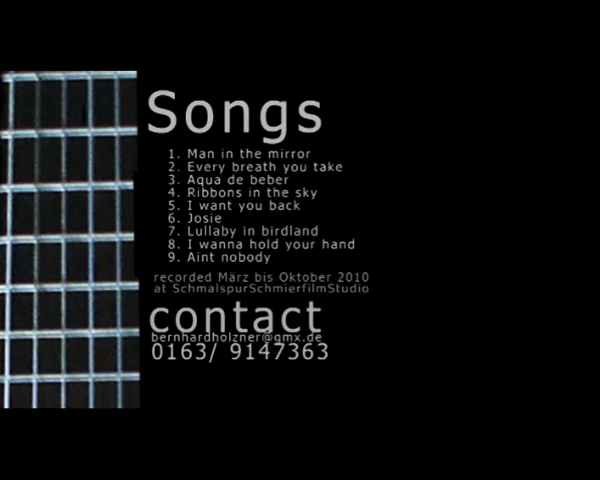 Songs
1. Man in the mirror
2. Every breath you take
3. Aqua de beber
4. Ribbons in the sky
5. I want you back
6. Josie
7. Lullaby in birdland
8. I wanna hold your hand
9. Aint nobody
recorded März bis Oktober 2010
at SchmalspurSchmierfilmStudio
contact
bernhardholzner@gmx.de
0163/ 9147363